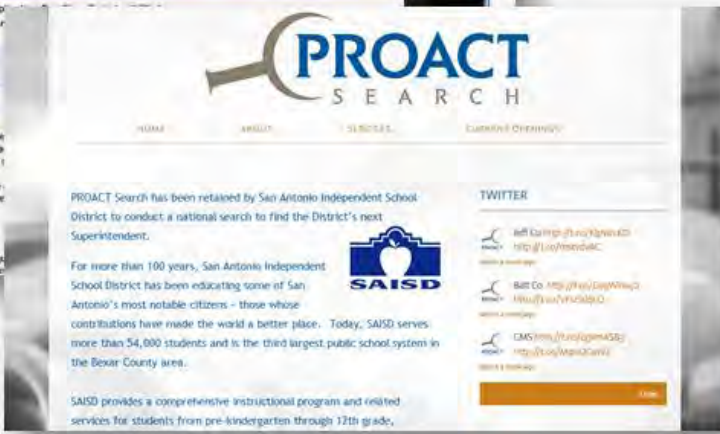 PROACT
SEARCH
HOME ABOUT SERVICES CURRENT OPENINGS
PROACT Search has been retained by San Antonio Independent School
District to conduct a national search to find the District's next
Superintendent.
SAISD
For more than 100 years, San Antonio Independent
School District has been educating some of San
Antonio's most notable citizens - those whose
contributions have made the world a better place. Today, SAISD serves
more than 54,000 students and is the third largest public school system in
the Bexar County area.
SAISD provides a comprehensive instructional program and related
services for students from pre-kindergarten through 12th grade,
TWITTER
Jeff Co
Balt Co
CMS